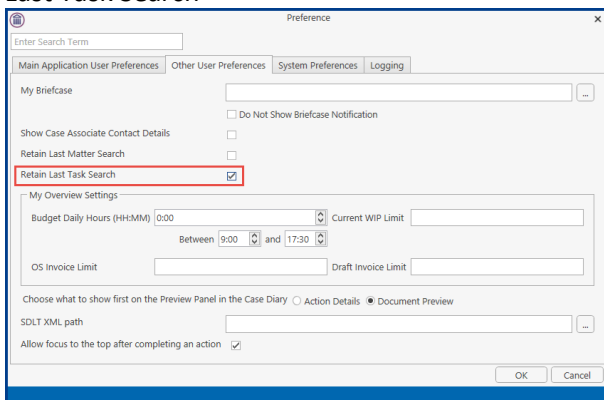 Last Task Search
Preference
Enter Search Term
Main Application User Preferences Other User Preferences System Preferences Logging
My Briefcase ...
Do Not Show Briefcase Notification
Show Case Associate Contact Details
Retain Last Matter Search
Retain Last Task Search
My Overview Settings
Budget Daily Hours (HH:MM) 0:00 Current WIP Limit
Between 9:00 and 17:30
OS Invoice Limit Draft Invoice Limit
Choose what to show first on the Preview Panel in the Case Diary Action Details Document Preview
SDLT XML path ...
Allow focus to the top after completing an action
OK Cancel